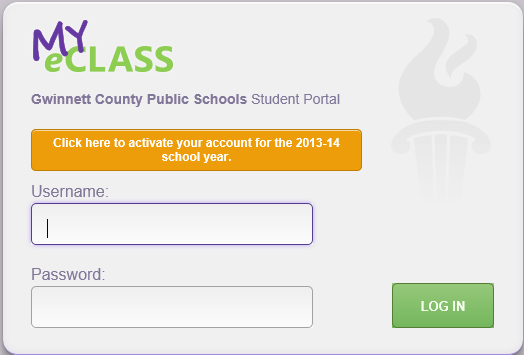 MY
eCLASS
Gwinnett County Public Schools Student Portal
Click here to activate your account for the 2013-14
school year.
Username:
Password:
LOG IN